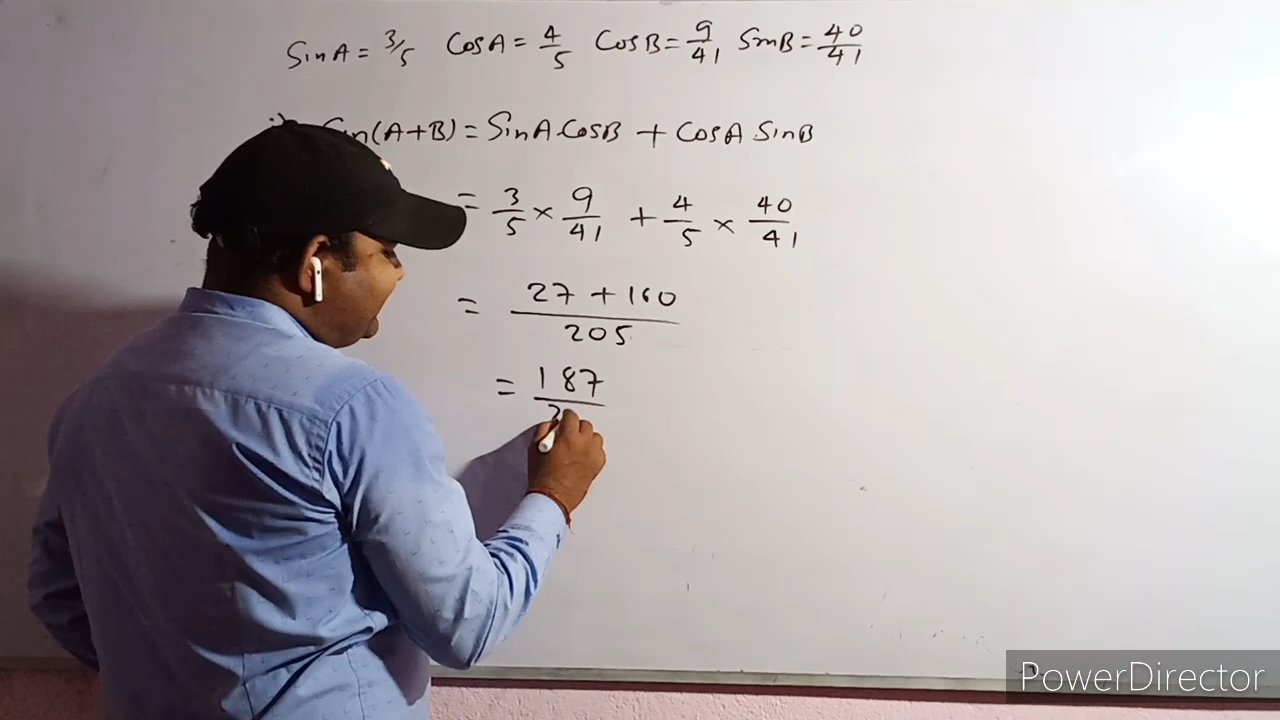 SinA = 3/5 CosA = 4/5 CosB = 9/41 SinB = 40/41
(A+B) = SinA.CosB + CosA.SinB
= 3/5 × 9/41 + 4/5 × 40/41
= 27 + 160 / 205
= 187
PowerDirector